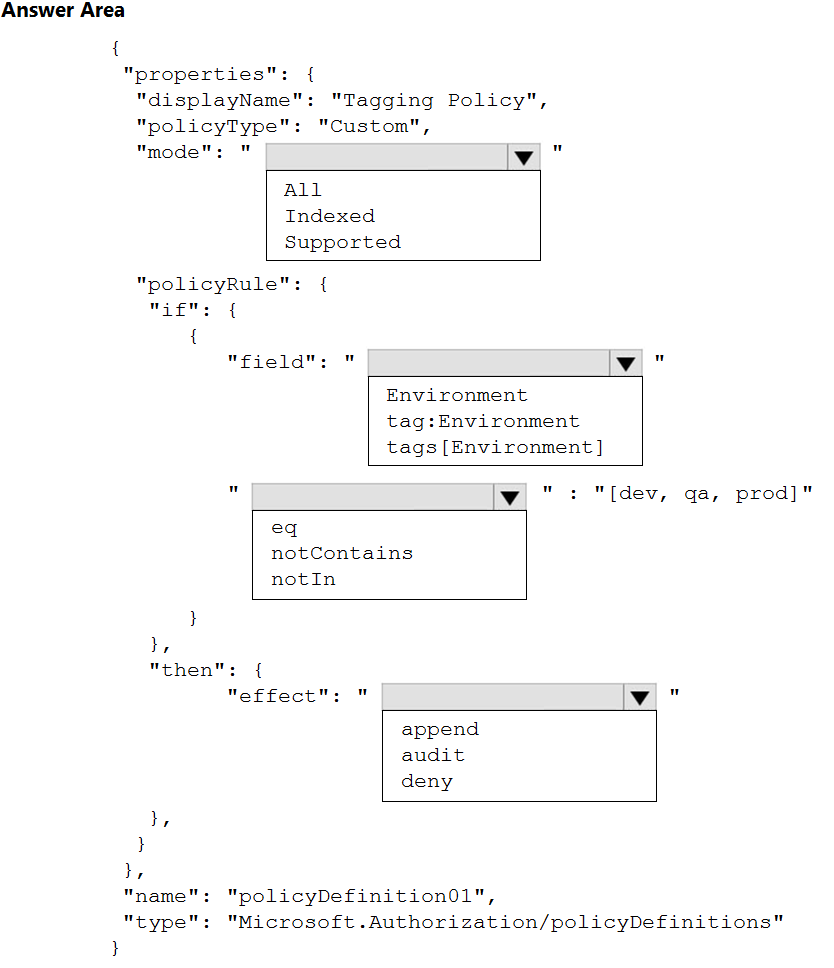 Answer Area
{
"properties": {
"displayName": "Tagging Policy",
"policyType": "Custom",
"mode": " "
All
Indexed
Supported
"policyRule": {
"if": {
{
"field": " "
Environment
tag:Environment
tags[Environment]
" " : "[dev, qa, prod]"
eq
notContains
notIn
}
},
"then": {
"effect": " "
append
audit
deny
},
}
},
"name": "policyDefinition01",
"type": "Microsoft.Authorization/policyDefinitions"
}